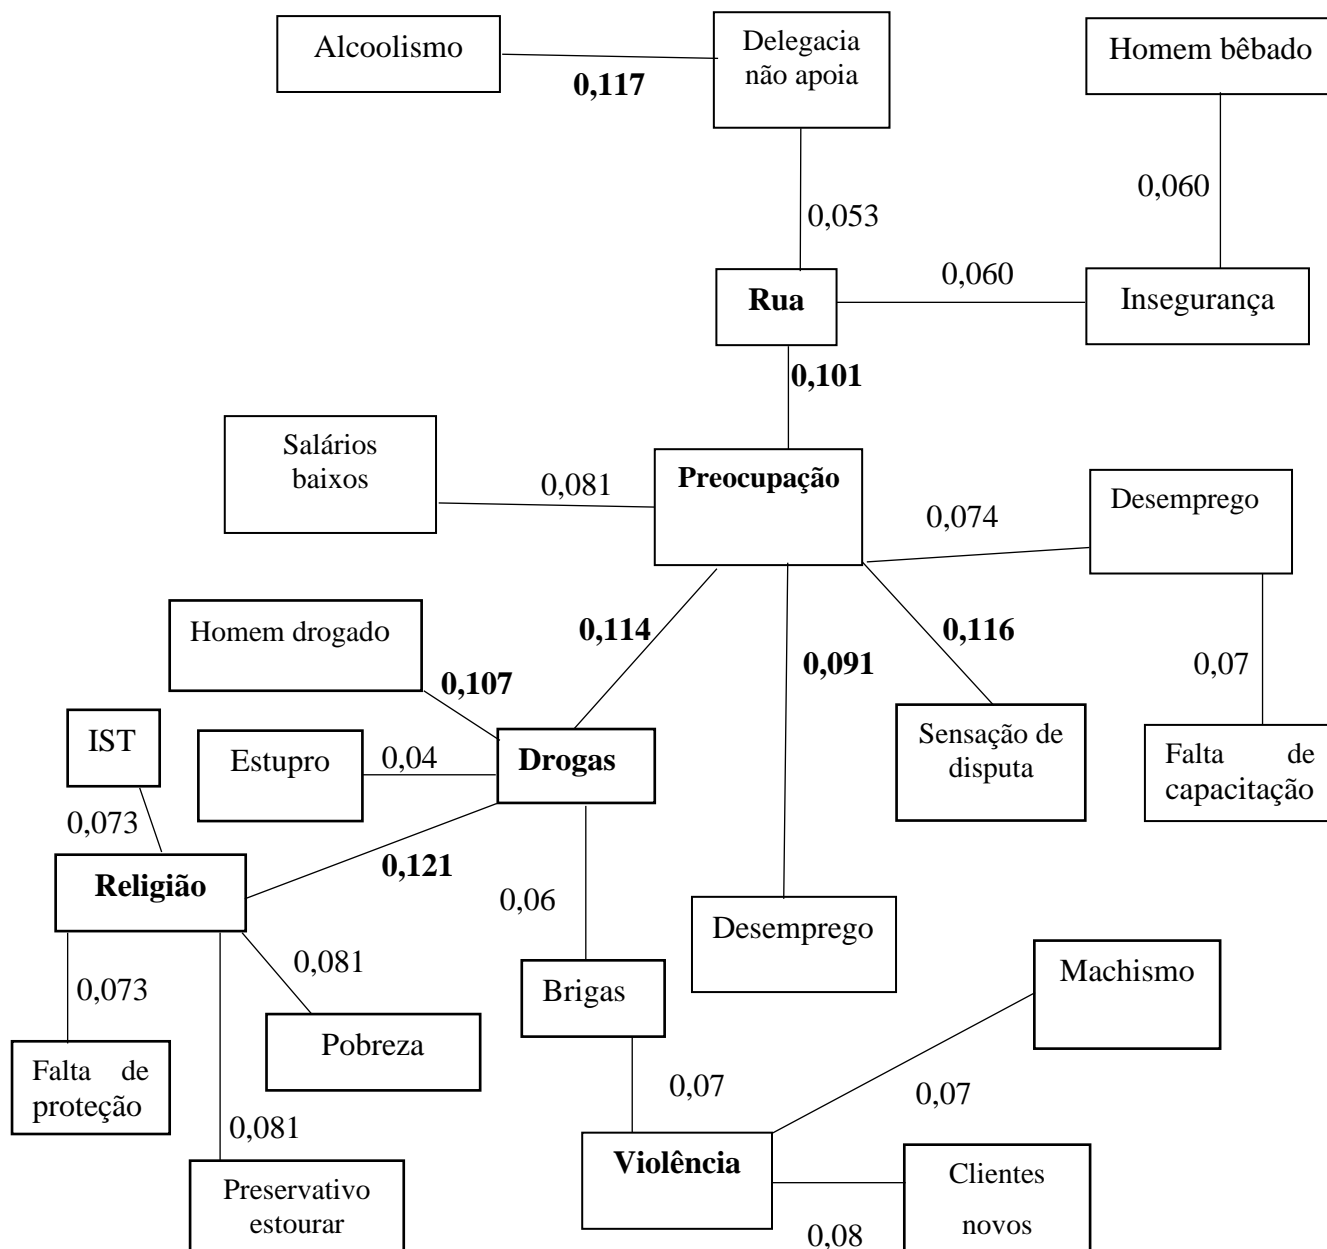 Alcoolismo
Delegacia
não apoia
Homem bêbado
0,117
0,060
0,053
0,060
Rua
Insegurança
0,101
Salários
baixos
0,081
Preocupação
0,074
Desemprego
Homem drogado
0,114
0,091
0,116
0,07
0,107
IST
Estupro
0,04
Drogas
Sensação de
disputa
Falta de
capacitação
0,073
Religião
0,121
0,06
Desemprego
0,081
Machismo
0,073
Brigas
Pobreza
Falta de
proteção
0,07
0,07
0,081
Violência
Clientes
novos
Preservativo
estourar
0,08